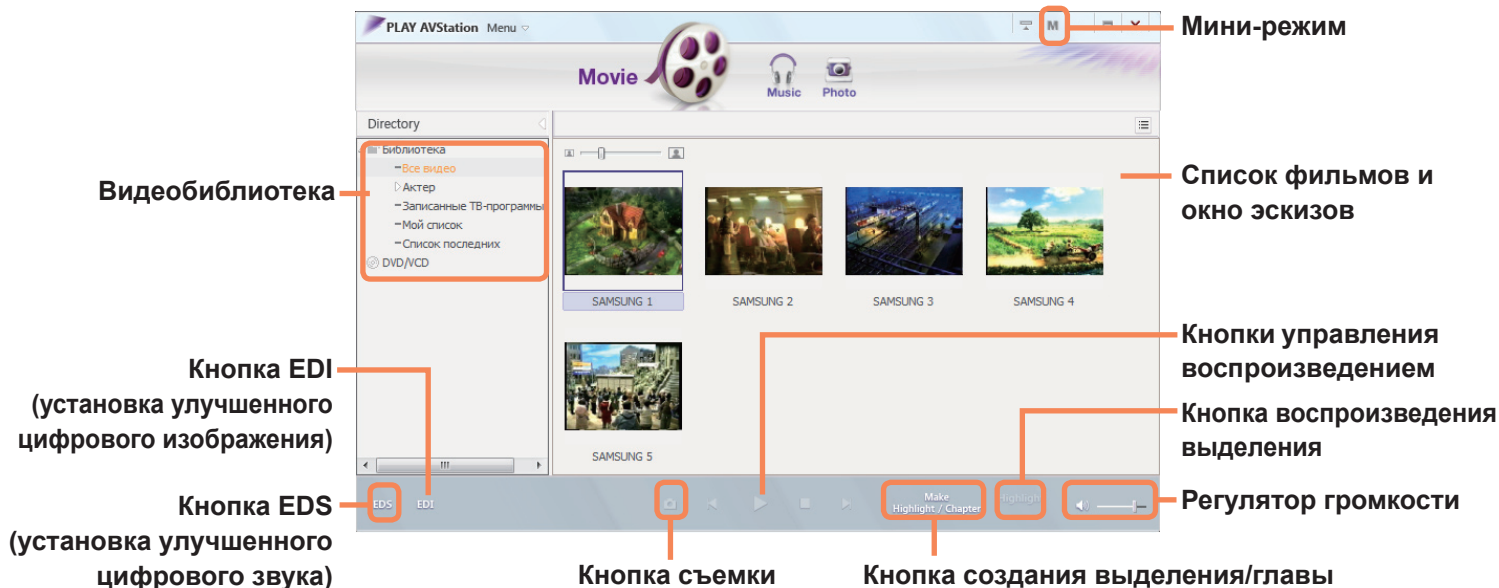 PLAY AVStation Menu
M
Мини-режим
Movie
Music
Photo
Directory
Библиотека
Все видео
Актер
Записанные ТВ-программы
Мой список
Список последних
DVD/VCD
Видеобиблиотека
SAMSUNG 1
SAMSUNG 2
SAMSUNG 3
SAMSUNG 4
SAMSUNG 5
Список фильмов и
окно эскизов
Кнопки управления
воспроизведением
Кнопка воспроизведения
выделения
Регулятор громкости
Кнопка EDI
(установка улучшенного
цифрового изображения)
EDS
EDI
Make
Highlight / Chapter
Highlight
Кнопка EDS
(установка улучшенного
цифрового звука)
Кнопка съемки
Кнопка создания выделения/главы